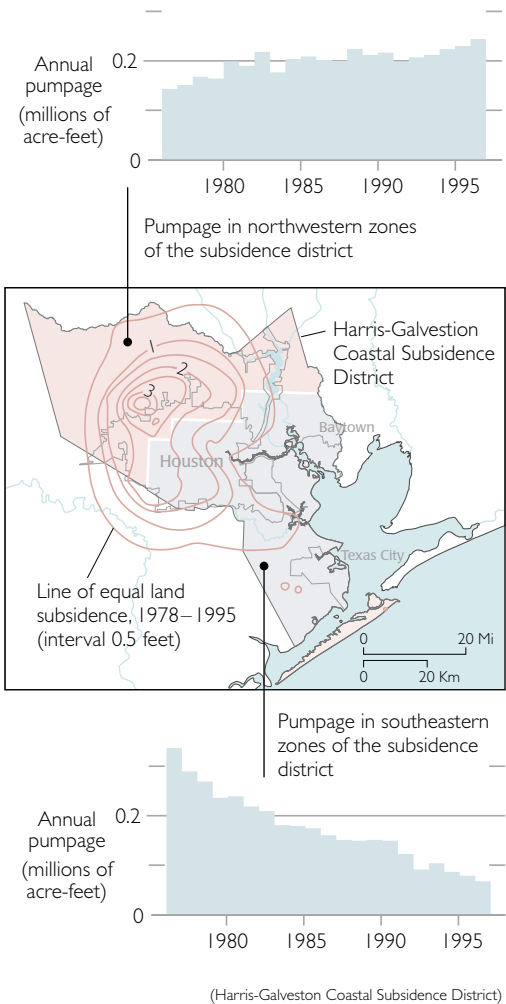 Annual
pumpage
(millions of
acre-feet)
0.2
0
1980 1985 1990 1995
Pumpage in northwestern zones
of the subsidence district
Harris-Galvestion
Coastal Subsidence
District
1
2
3
Baytown
Houston
Texas City
Line of equal land
subsidence, 1978–1995
(interval 0.5 feet)
0 20 Mi
0 20 Km
Pumpage in southeastern
zones of the subsidence
district
Annual
pumpage
(millions of
acre-feet)
0.2
0
1980 1985 1990 1995
(Harris-Galveston Coastal Subsidence District)